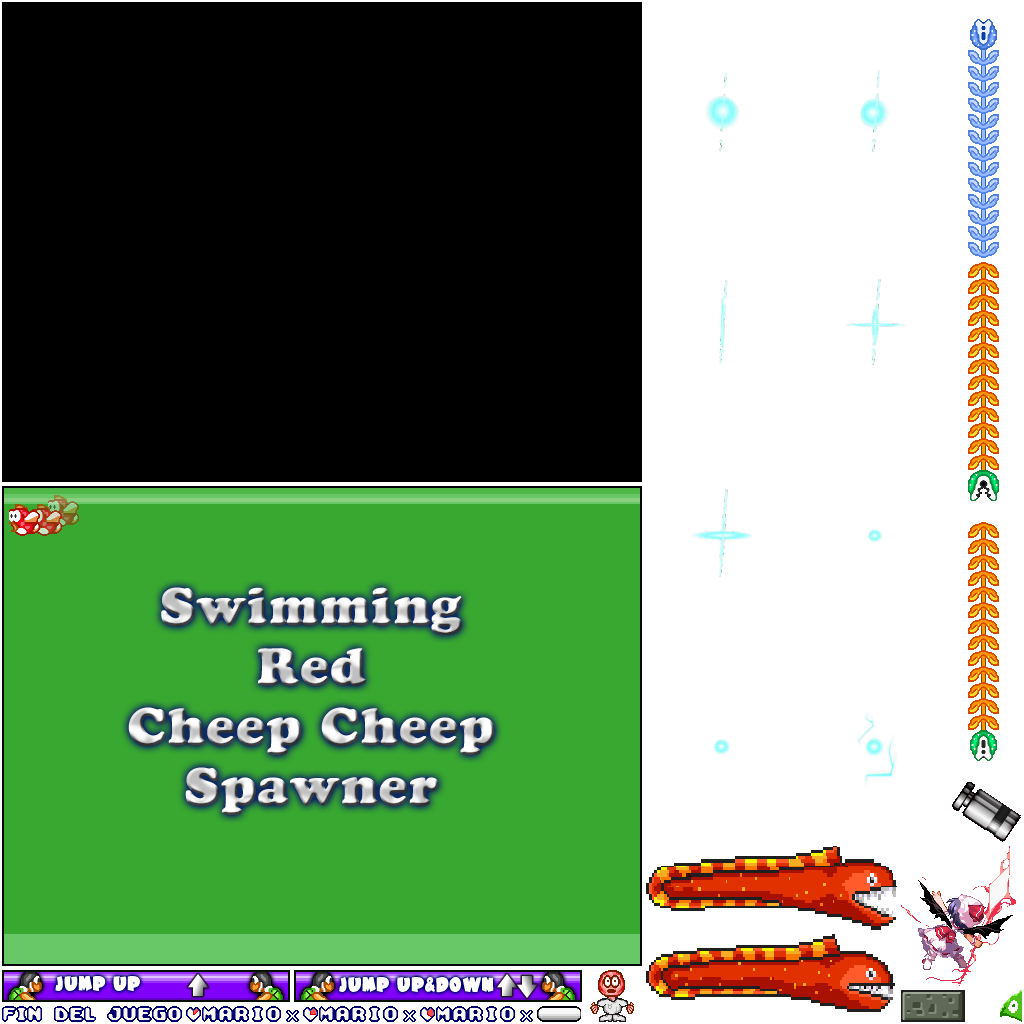 Swimming
Red
Cheep Cheep
Spawner
JUMP UP
JUMP UP&DOWN
FIN DEL JUEGO MARIO x MARIO x MARIO x